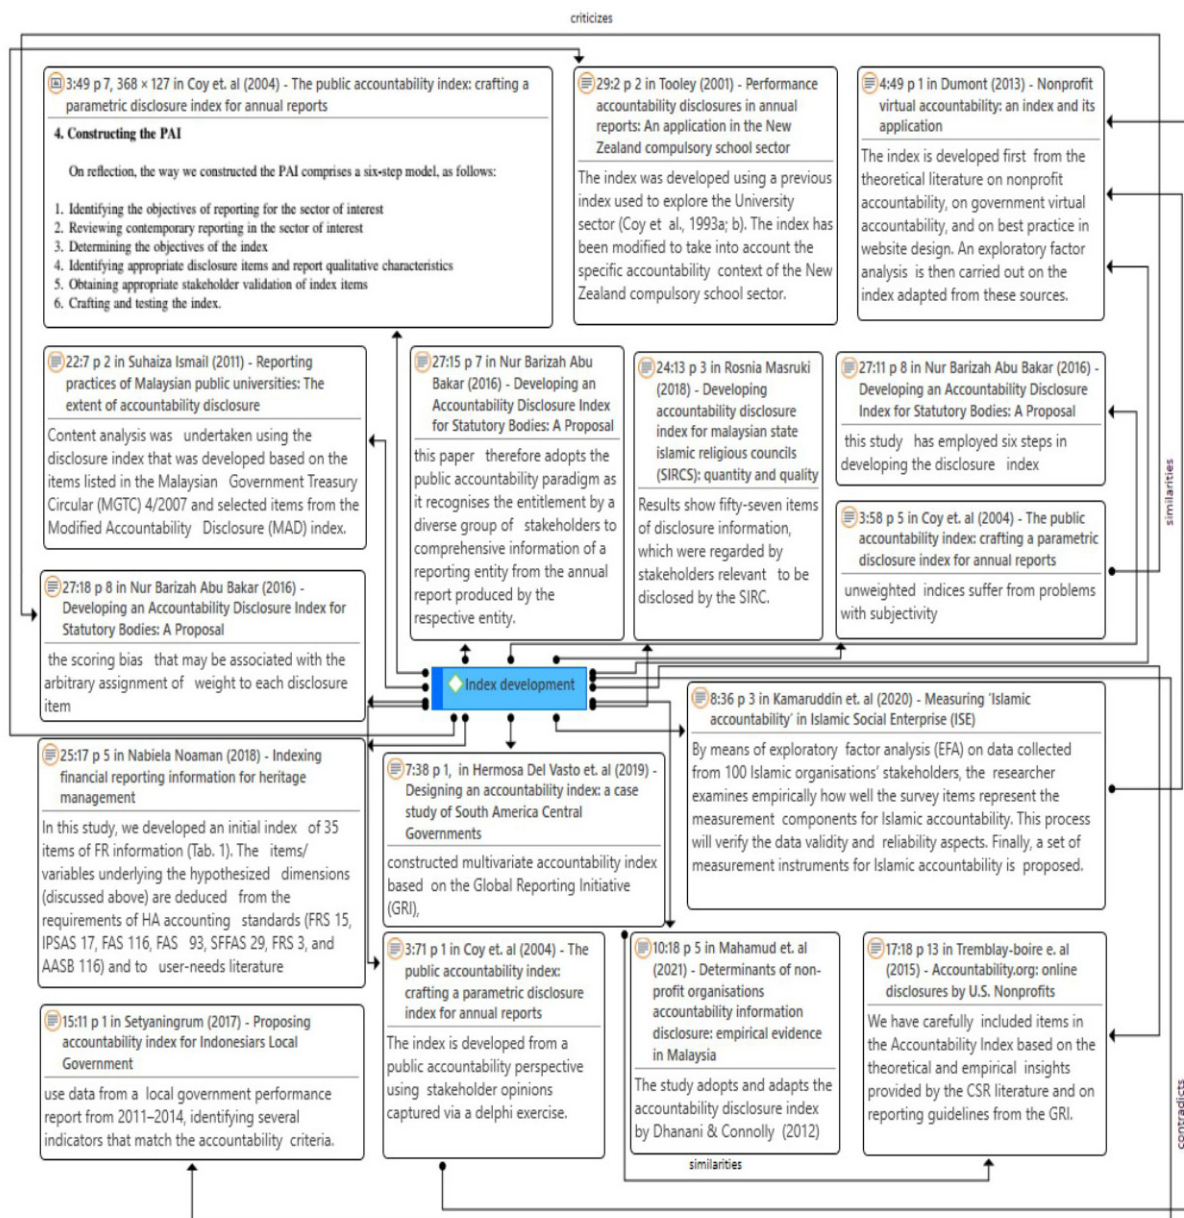 criticizes
3:49 p 7, 368 × 127 in Coy et. al (2004) - The public accountability index: crafting a
parametric disclosure index for annual reports
4. Constructing the PAI
On reflection, the way we constructed the PAI comprises a six-step model, as follows:
1. Identifying the objectives of reporting for the sector of interest
2. Reviewing contemporary reporting in the sector of interest
3. Determining the objectives of the index
4. Identifying appropriate disclosure items and report qualitative characteristics
5. Obtaining appropriate stakeholder validation of index items
6. Crafting and testing the index.
29:2 p 2 in Tooley (2001) - Performance
accountability disclosures in annual
reports: An application in the New
Zealand compulsory school sector
The index was developed using a previous
index used to explore the University
sector (Coy et al., 1993a; b). The index has
been modified to take into account the
specific accountability context of the New
Zealand compulsory school sector.
4:49 p 1 in Dumont (2013) - Nonprofit
virtual accountability: an index and its
application
The index is developed first from the
theoretical literature on nonprofit
accountability, on government virtual
accountability, and on best practice in
website design. An exploratory factor
analysis is then carried out on the
index adapted from these sources.
22:7 p 2 in Suhaiza Ismail (2011) - Reporting
practices of Malaysian public universities: The
extent of accountability disclosure
Content analysis was undertaken using the
disclosure index that was developed based on the
items listed in the Malaysian Government Treasury
Circular (MGTC) 4/2007 and selected items from the
Modified Accountability Disclosure (MAD) index.
27:15 p 7 in Nur Barizah Abu
Bakar (2016) - Developing an
Accountability Disclosure Index
for Statutory Bodies: A Proposal
this paper therefore adopts the
public accountability paradigm as
it recognises the entitlement by a
diverse group of stakeholders to
comprehensive information of a
reporting entity from the annual
report produced by the
respective entity.
24:13 p 3 in Rosnia Masruki
(2018) - Developing
accountability disclosure
index for malaysian state
islamic religious councils
(SIRCS): quantity and quality
Results show fifty-seven items
of disclosure information,
which were regarded by
stakeholders relevant to be
disclosed by the SIRC.
27:11 p 8 in Nur Barizah Abu Bakar (2016) -
Developing an Accountability Disclosure
Index for Statutory Bodies: A Proposal
this study has employed six steps in
developing the disclosure index
similarities
3:58 p 5 in Coy et. al (2004) - The public
accountability index: crafting a parametric
disclosure index for annual reports
unweighted indices suffer from problems
with subjectivity
27:18 p 8 in Nur Barizah Abu Bakar (2016) -
Developing an Accountability Disclosure Index for
Statutory Bodies: A Proposal
the scoring bias that may be associated with the
arbitrary assignment of weight to each disclosure
item
Index development
8:36 p 3 in Kamaruddin et. al (2020) - Measuring 'Islamic
accountability' in Islamic Social Enterprise (ISE)
By means of exploratory factor analysis (EFA) on data collected
from 100 Islamic organisations' stakeholders, the researcher
examines empirically how well the survey items represent the
measurement components for Islamic accountability. This process
will verify the data validity and reliability aspects. Finally, a set of
measurement instruments for Islamic accountability is proposed.
25:17 p 5 in Nabiela Noaman (2018) - Indexing
financial reporting information for heritage
management
In this study, we developed an initial index of 35
items of FR information (Tab. 1). The items/
variables underlying the hypothesized dimensions
(discussed above) are deduced from the
requirements of HA accounting standards (FRS 15,
IPSAS 17, FAS 116, FAS 93, SFFAS 29, FRS 3, and
AASB 116) and to user-needs literature
7:38 p 1, in Hermosa Del Vasto et. al (2019) -
Designing an accountability index: a case
study of South America Central
Governments
constructed multivariate accountability index
based on the Global Reporting Initiative
(GRI),
3:71 p 1 in Coy et. al (2004) - The
public accountability index:
crafting a parametric disclosure
index for annual reports
The index is developed from a
public accountability perspective
using stakeholder opinions
captured via a delphi exercise.
10:18 p 5 in Mahamud et. al
(2021) - Determinants of non-
profit organisations
accountability information
disclosure: empirical evidence
in Malaysia
The study adopts and adapts the
accountability disclosure index
by Dhanani & Connolly (2012)
17:18 p 13 in Tremblay-boire e. al
(2015) - Accountability.org: online
disclosures by U.S. Nonprofits
We have carefully included items in
the Accountability Index based on the
theoretical and empirical insights
provided by the CSR literature and on
reporting guidelines from the GRI.
15:11 p 1 in Setyaningrum (2017) - Proposing
accountability index for Indonesiars Local
Government
use data from a local government performance
report from 2011–2014, identifying several
indicators that match the accountability criteria.
similarities
contradicts